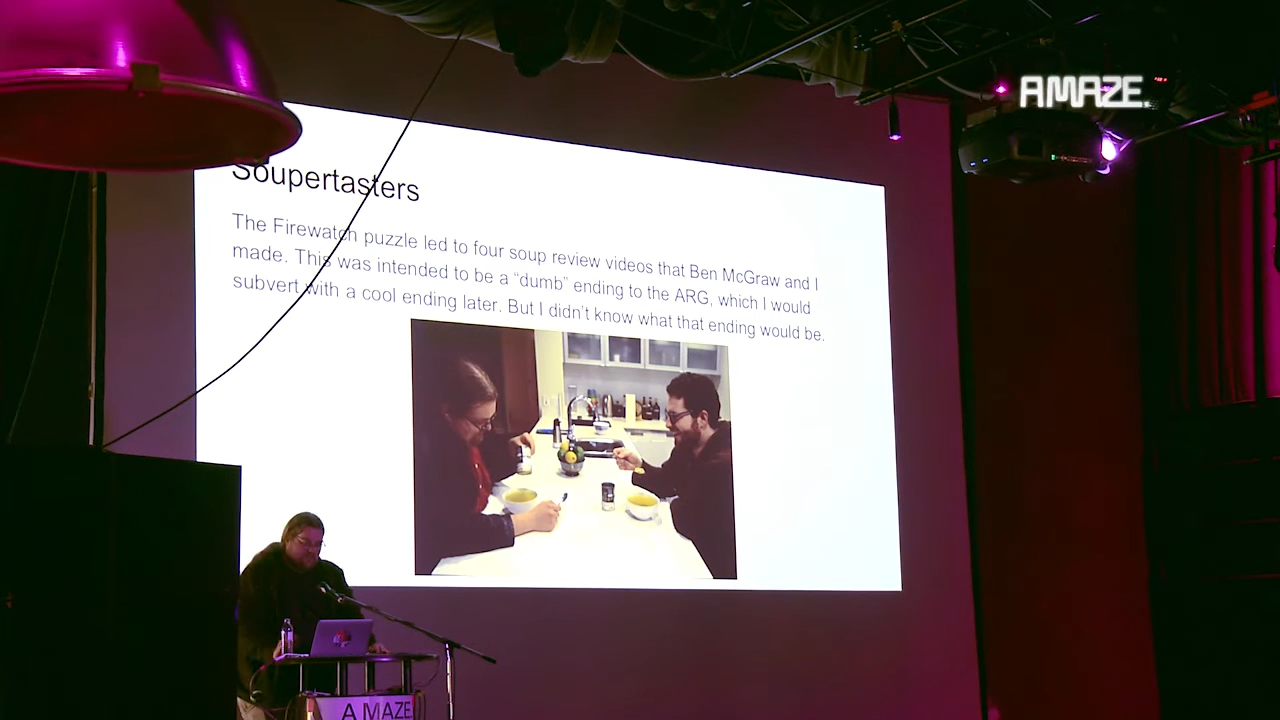 A MAZE.
Soupertasters
The Firewatch puzzle led to four soup review videos that Ben McGraw and I
made. This was intended to be a “dumb” ending to the ARG, which I would
subvert with a cool ending later. But I didn’t know what that ending would be.
A MAZE.